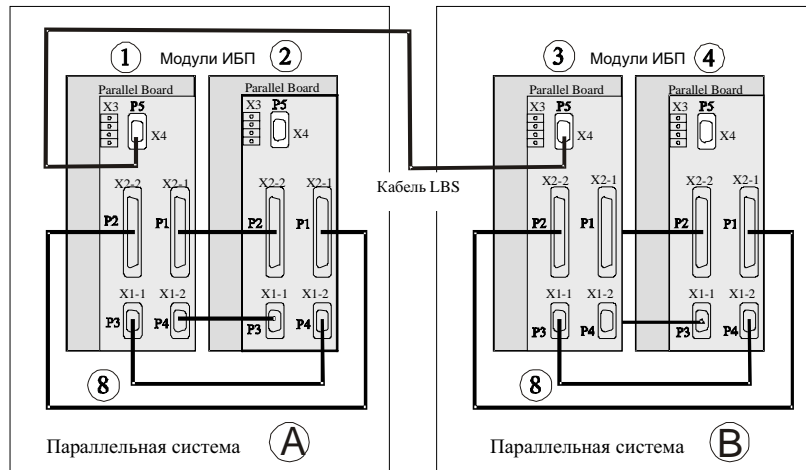 1 Модули ИБП 2
Parallel Board
X3 P5
X4
X2-2 X2-1
P2 P1
X1-1 X1-2
P3 P4
Parallel Board
X3 P5
X4
X2-2 X2-1
P2 P1
X1-1 X1-2
P3 P4
8
Параллельная система A
Кабель LBS
3 Модули ИБП 4
Parallel Board
X3 P5
X4
X2-2 X2-1
P2 P1
X1-1 X1-2
P3 P4
Parallel Board
X3 P5
X4
X2-2 X2-1
P2 P1
X1-1 X1-2
P3 P4
8
Параллельная система B